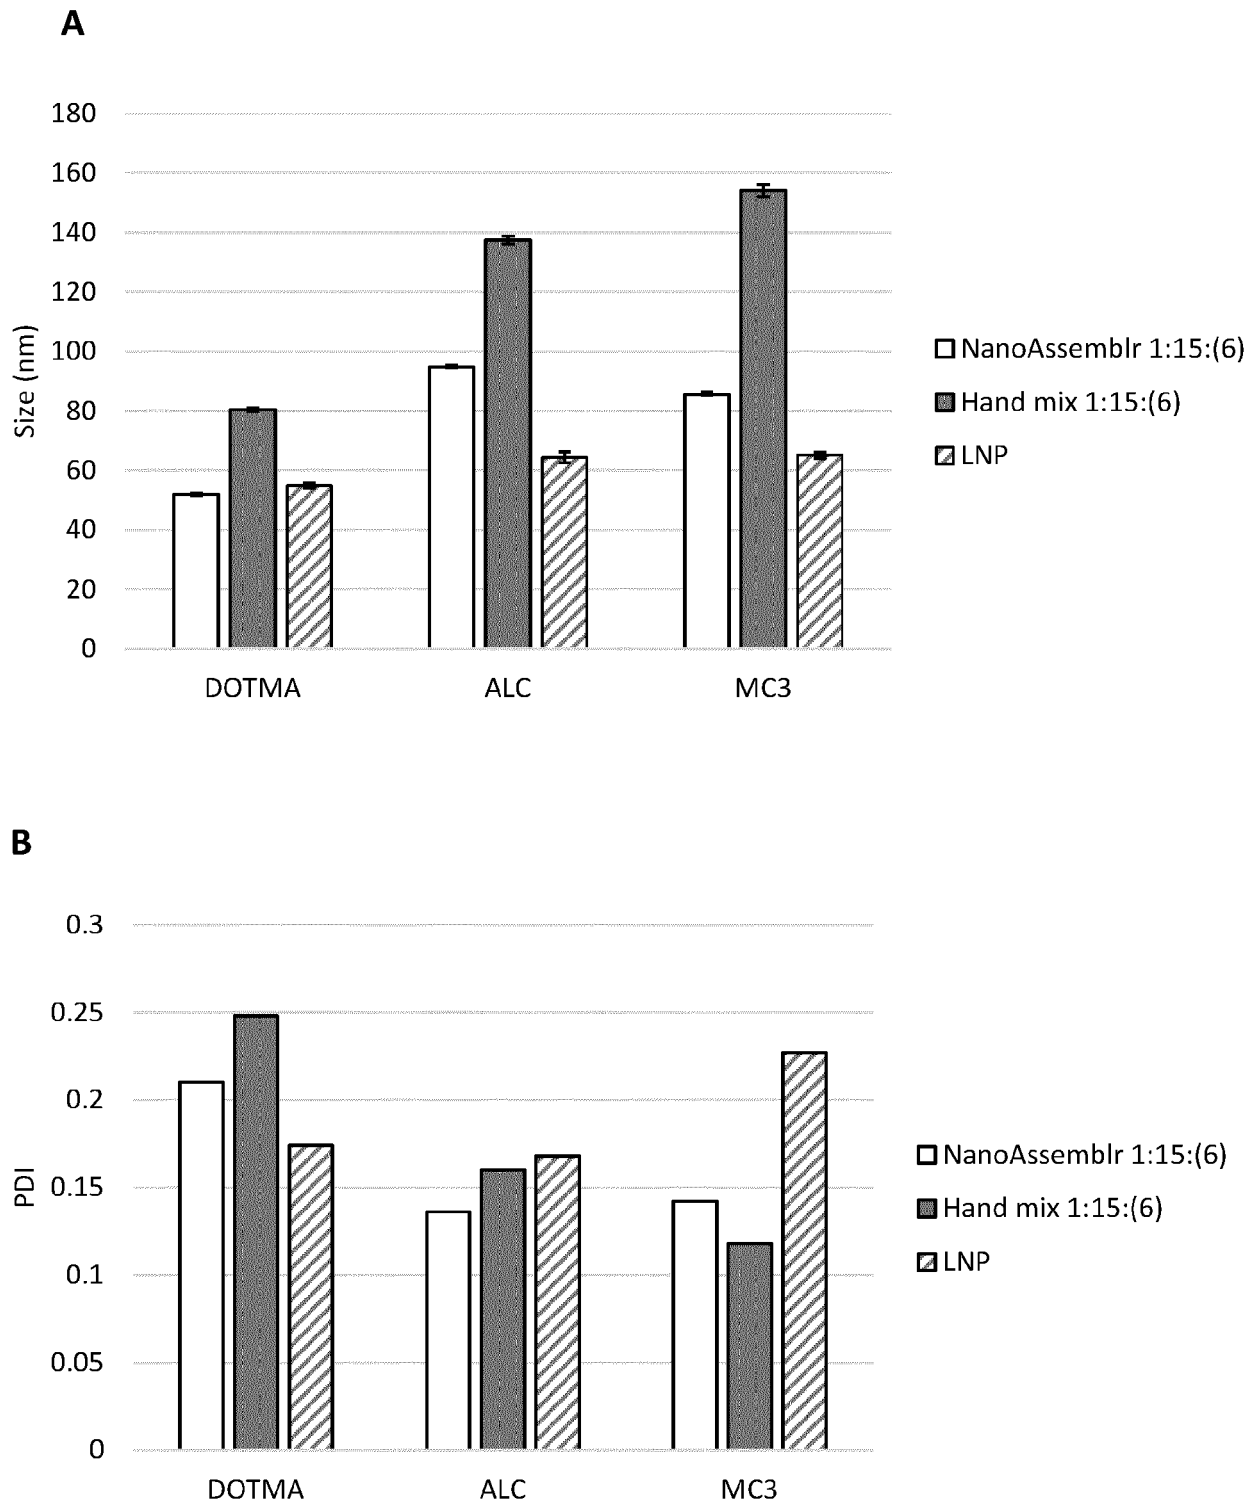 A
180
160
140
120
100
80
60
40
20
0
Size (nm)
DOTMA ALC MC3
NanoAssemblr 1:15:(6)
Hand mix 1:15:(6)
LNP
B
0.3
0.25
0.2
0.15
0.1
0.05
0
PDI
DOTMA ALC MC3
NanoAssemblr 1:15:(6)
Hand mix 1:15:(6)
LNP